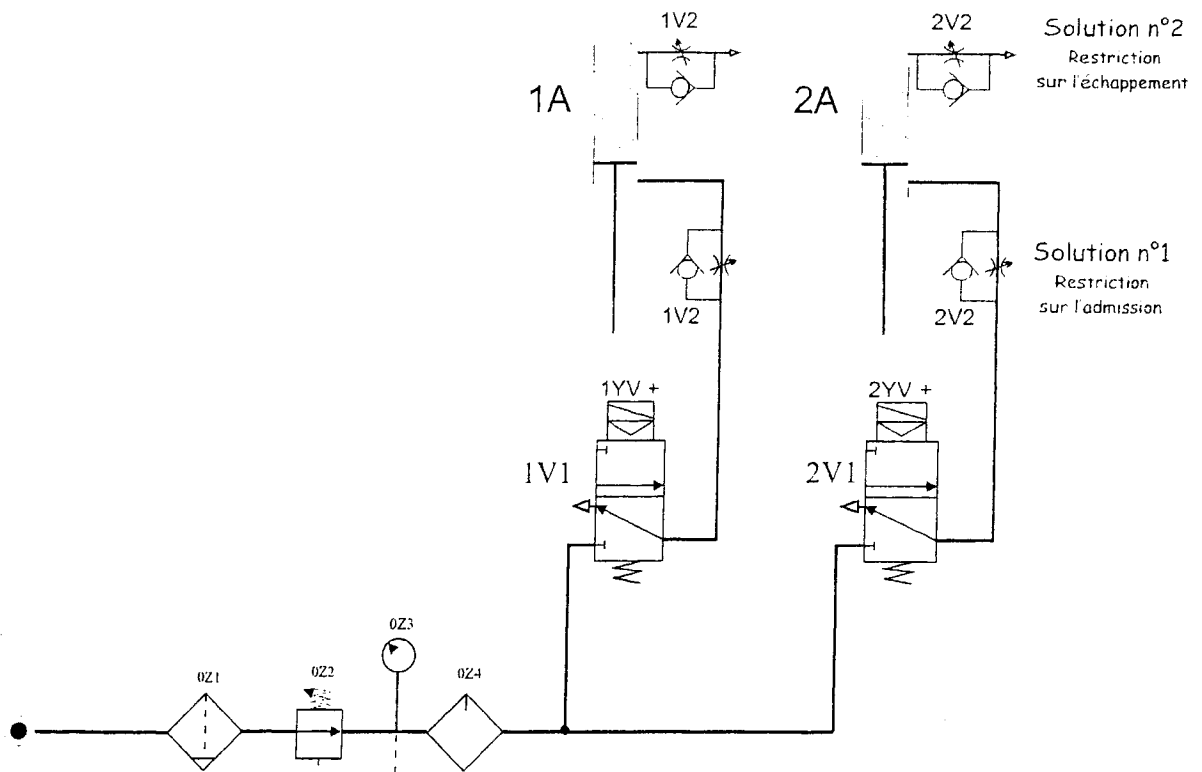 1V2
2V2
Solution n°2
Restriction
sur l'échappement
1A
2A
Solution n°1
Restriction
sur l'admission
1V2
2V2
1YV +
2YV +
1V1
2V1
0Z1
0Z2
0Z3
0Z4